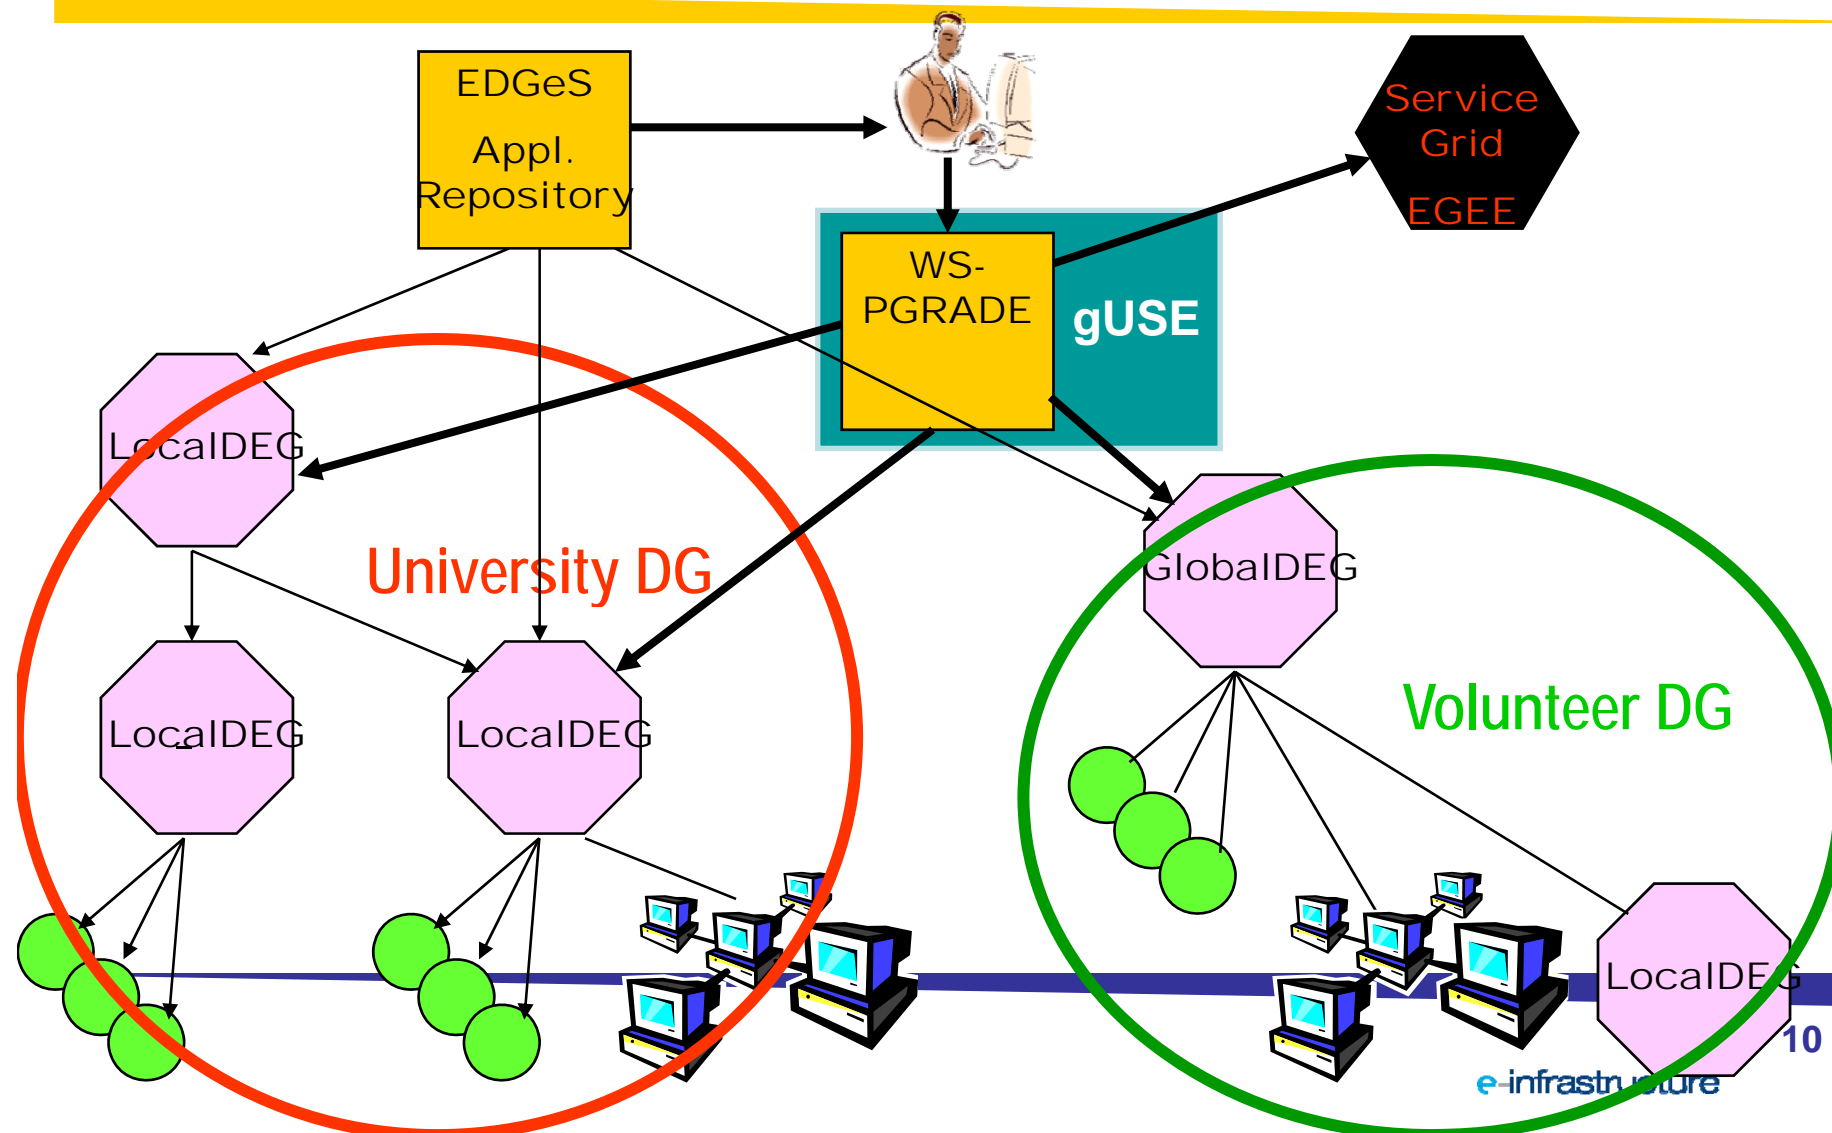 EDGeS
Appl.
Repository
Service
Grid
EGEE
WS-
PGRADE
gUSE
LocalDEG
University DG
GlobalDEG
LocalDEG
LocalDEG
Volunteer DG
LocalDEG
10
e-infrastructure